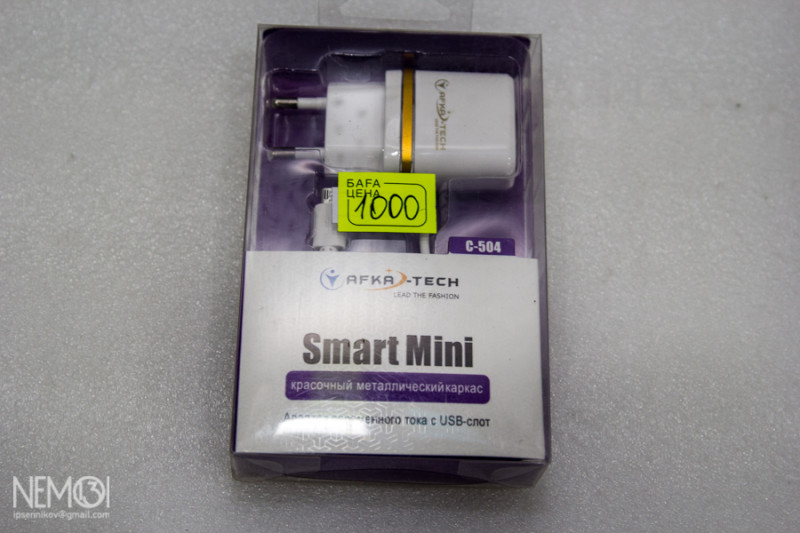 AFKA-TECH
БАҒА
ЦЕНА
1000
C-504
AFKA-TECH
LEAD THE FASHION
Smart Mini
красочный металлический каркас
тока с USB-слот
NEMO13
ipsennikov@gmail.com